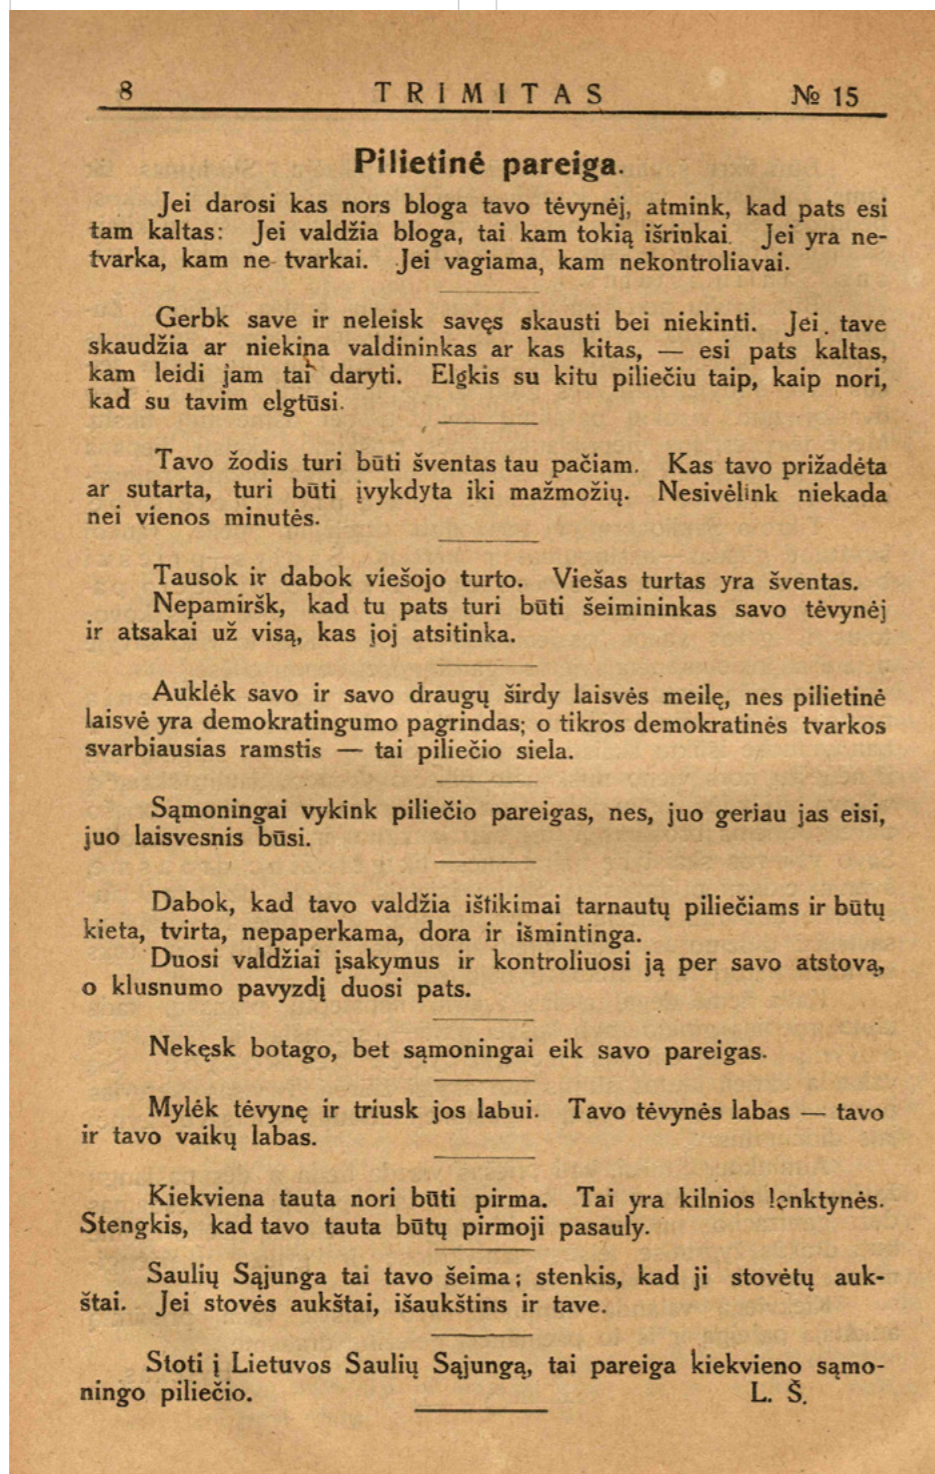 8 TRIMITAS № 15
Pilietinė pareiga.
Jei darosi kas nors bloga tavo tėvynėj, atmink, kad pats esi
tam kaltas: Jei valdžia bloga, tai kam tokią išrinkai. Jei yra ne-
tvarka, kam ne tvarkai. Jei vagiama, kam nekontroliavai.
Gerbk save ir neleisk savęs skausti bei niekinti. Jei tave
skaudžia ar niekina valdininkas ar kas kitas, — esi pats kaltas,
kam leidi jam tai daryti. Elgkis su kitu piliečiu taip, kaip nori,
kad su tavim elgtūsi.
Tavo žodis turi būti šventas tau pačiam. Kas tavo prižadėta
ar sutarta, turi būti įvykdyta iki mažmožių. Nesivėlink niekada
nei vienos minutės.
Tausok ir dabok viešojo turto. Viešas turtas yra šventas.
Nepamiršk, kad tu pats turi būti šeimininkas savo tėvynėj
ir atsakai už visą, kas joj atsitinka.
Auklėk savo ir savo draugų širdy laisvės meilę, nes pilietinė
laisvė yra demokratingumo pagrindas; o tikros demokratinės tvarkos
svarbiausias ramstis — tai piliečio siela.
Sąmoningai vykink piliečio pareigas, nes, juo geriau jas eisi,
juo laisvesnis būsi.
Dabok, kad tavo valdžia ištikimai tarnautų piliečiams ir būtų
kieta, tvirta, nepaperkama, dora ir išmintinga.
Duosi valdžiai įsakymus ir kontroliuosi ją per savo atstovą,
o klusnumo pavyzdį duosi pats.
Nekęsk botago, bet sąmoningai eik savo pareigas.
Mylėk tėvynę ir triusk jos labui. Tavo tėvynės labas — tavo
ir tavo vaikų labas.
Kiekviena tauta nori būti pirma. Tai yra kilnios lenktynės.
Stengkis, kad tavo tauta būtų pirmoji pasauly.
Saulių Sąjunga tai tavo šeima; stenkis, kad ji stovėtų auk-
štai. Jei stovės aukštai, išaukštins ir tave.
Stoti į Lietuvos Saulių Sąjungą, tai pareiga kiekvieno sąmo-
ningo piliečio. L. Š.